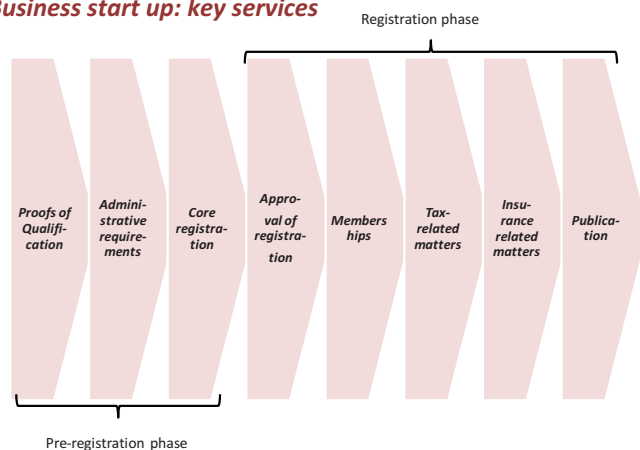 Business start up: key services
Registration phase
Proofs of
Qualifi-
cation
Admini-
strative
require-
ments
Core
registra-
tion
Appro-
val of
registra-
tion
Members
hips
Tax-
related
matters
Insu-
rance
related
matters
Publica-
tion
Pre-registration phase